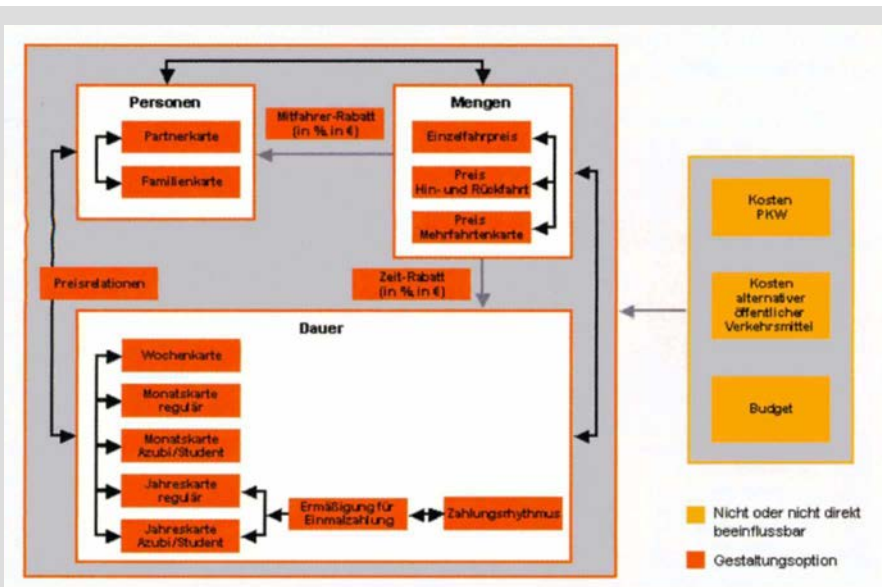 Personen
Partnerkarte
Familienkarte
Mitfahrer-Rabatt
(in %, in €)
Mengen
Einzelfahrpreis
Preis
Hin- und Rückfahrt
Preis
Mehrfahrtenkarte
Preisrelationen
Zeit-Rabatt
(in %, in €)
Dauer
Wochenkarte
Monatskarte
regulär
Monatskarte
Azubi/Student
Jahreskarte
regulär
Jahreskarte
Azubi/Student
Ermäßigung für
Einmalzahlung
Zahlungsrhythmus
Kosten
PKW
Kosten
alternativer
öffentlicher
Verkehrsmittel
Budget
Nicht oder nicht direkt
beeinflussbar
Gestaltungsoption